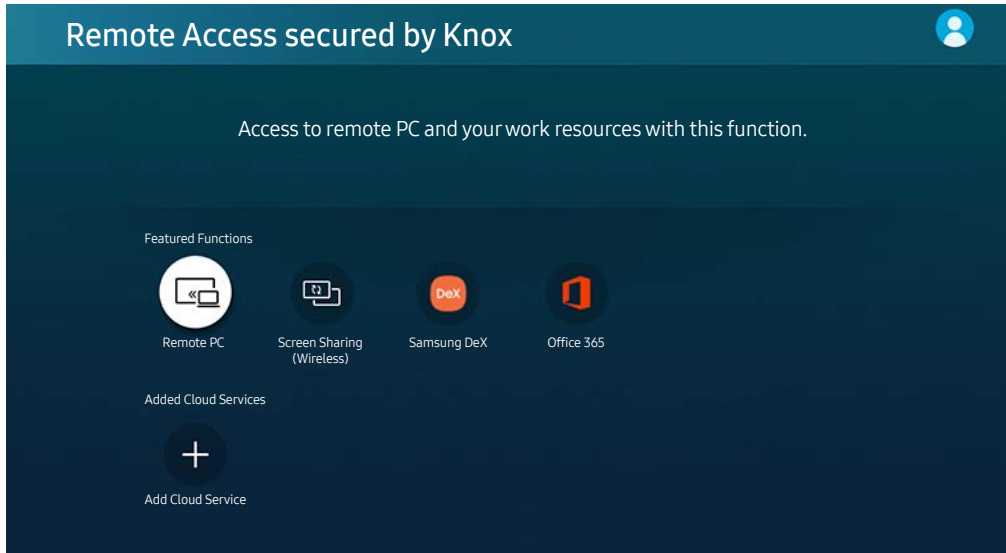 Remote Access secured by Knox
Access to remote PC and your work resources with this function.
Featured Functions
Remote PC
Screen Sharing
(Wireless)
DeX
Samsung DeX
Office 365
Added Cloud Services
Add Cloud Service